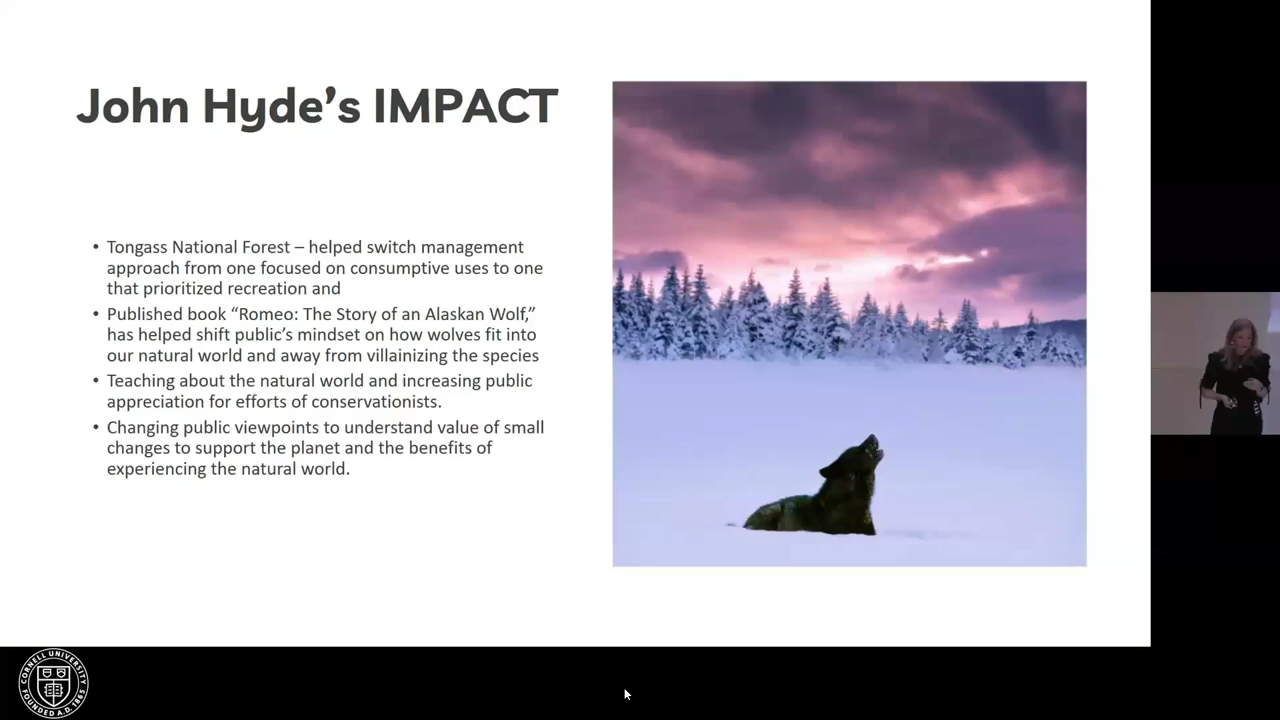 John Hyde's IMPACT
• Tongass National Forest – helped switch management
approach from one focused on consumptive uses to one
that prioritized recreation and
• Published book “Romeo: The Story of an Alaskan Wolf,”
has helped shift public’s mindset on how wolves fit into
our natural world and away from villainizing the species
• Teaching about the natural world and increasing public
appreciation for efforts of conservationists.
• Changing public viewpoints to understand value of small
changes to support the planet and the benefits of
experiencing the natural world.
CORNELL UNIVERSITY
FOUNDED A.D. 1865